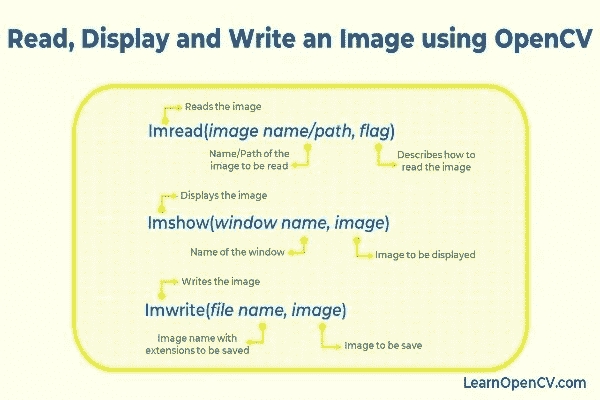 Read, Display and Write an Image using OpenCV
Reads the image
Imread(image name/path, flag)
Name/Path of the
image to be read
Describes how to
read the image
Displays the image
Imshow(window name, image)
Name of the window
Image to be displayed
Writes the image
Imwrite(file name, image)
Image name with
extensions to be saved
Image to be save
LearnOpenCV.com